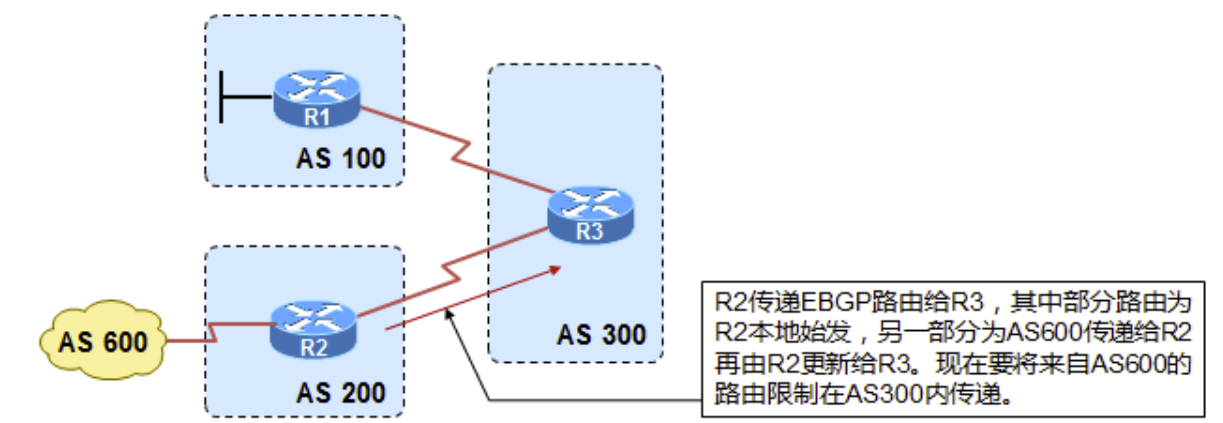 R1
AS 100
R3
AS 600
R2
AS 300
AS 200
R2传递EBGP路由给R3，其中部分路由为
R2本地始发，另一部分为AS600传递给R2
再由R2更新给R3。现在要将来自AS600的
路由限制在AS300内传递。